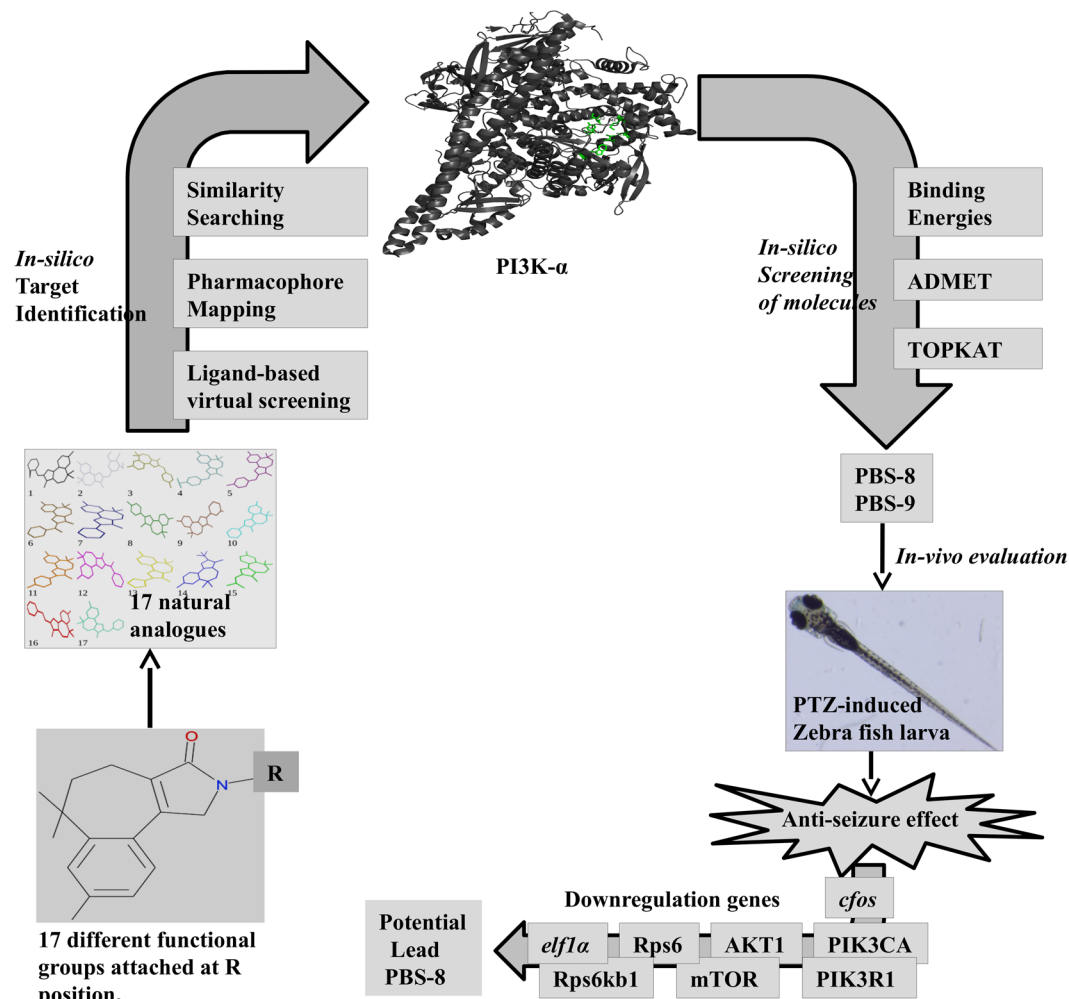 PI3K-α
Similarity
Searching
In-silico
Target
Identification
Pharmacophore
Mapping
Ligand-based
virtual screening
Binding
Energies
In-silico
Screening
of molecules
ADMET
TOPKAT
PBS-8
PBS-9
In-vivo evaluation
1 2 3 4 5
6 7 8 9 10
11 12 13 14 15
16 17
17 natural
analogues
PTZ-induced
Zebra fish larva
O
N
R
17 different functional
groups attached at R
position.
Anti-seizure effect
cfos
Downregulation genes
elf1α Rps6 AKT1 PIK3CA
Rps6kb1 mTOR PIK3R1
Potential
Lead
PBS-8